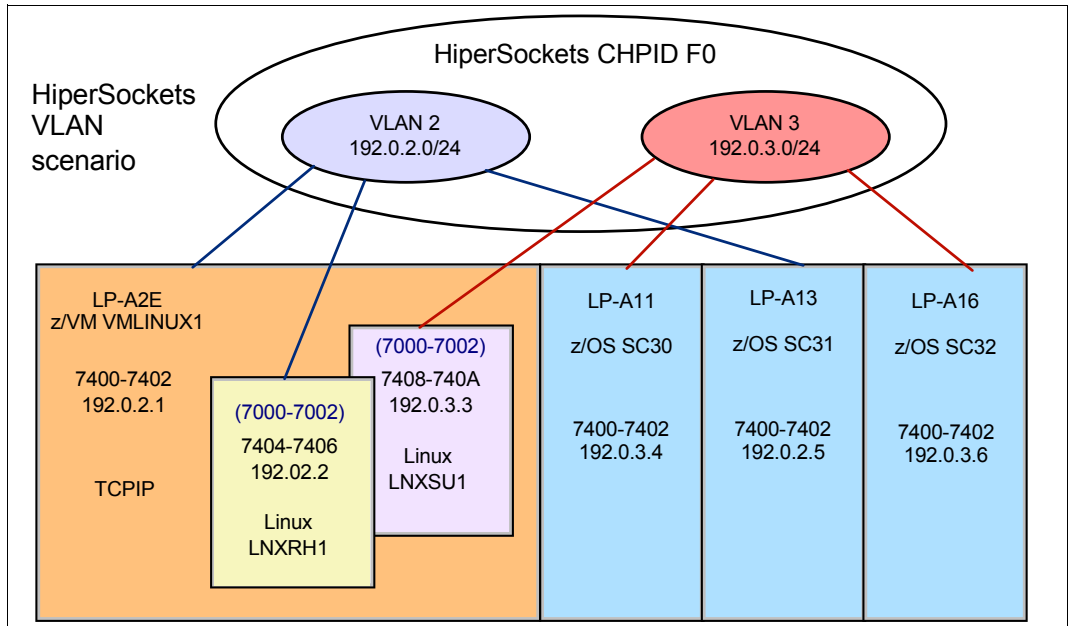 HiperSockets CHPID F0
HiperSockets
VLAN
scenario
VLAN 2
192.0.2.0/24
VLAN 3
192.0.3.0/24
LP-A2E
z/VM VMLINUX1
7400-7402
192.0.2.1
TCPIP
(7000-7002)
7404-7406
192.02.2
Linux
LNXRH1
(7000-7002)
7408-740A
192.0.3.3
Linux
LNXSU1
LP-A11
z/OS SC30
7400-7402
192.0.3.4
LP-A13
z/OS SC31
7400-7402
192.0.2.5
LP-A16
z/OS SC32
7400-7402
192.0.3.6